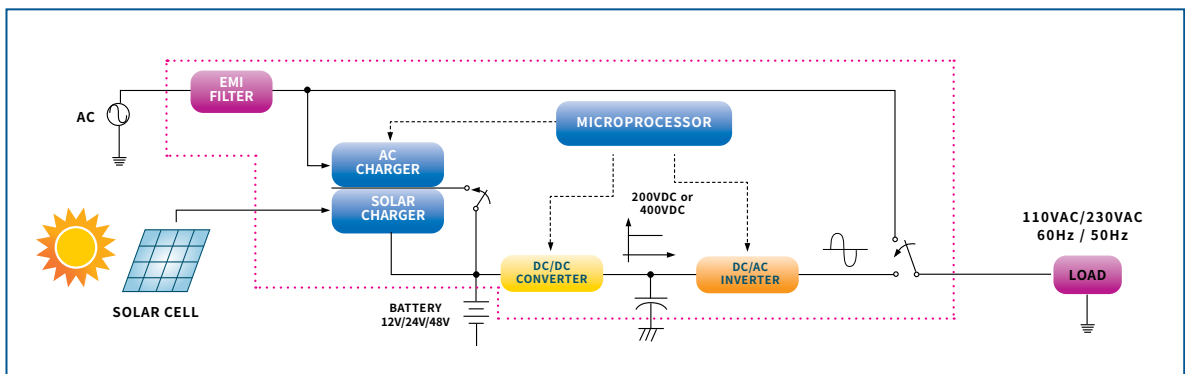 EMI
FILTER
AC
MICROPROCESSOR
AC
CHARGER
SOLAR
CHARGER
200VDC or
400VDC
110VAC/230VAC
60Hz / 50Hz
DC/DC
CONVERTER
DC/AC
INVERTER
LOAD
SOLAR CELL
BATTERY
12V/24V/48V